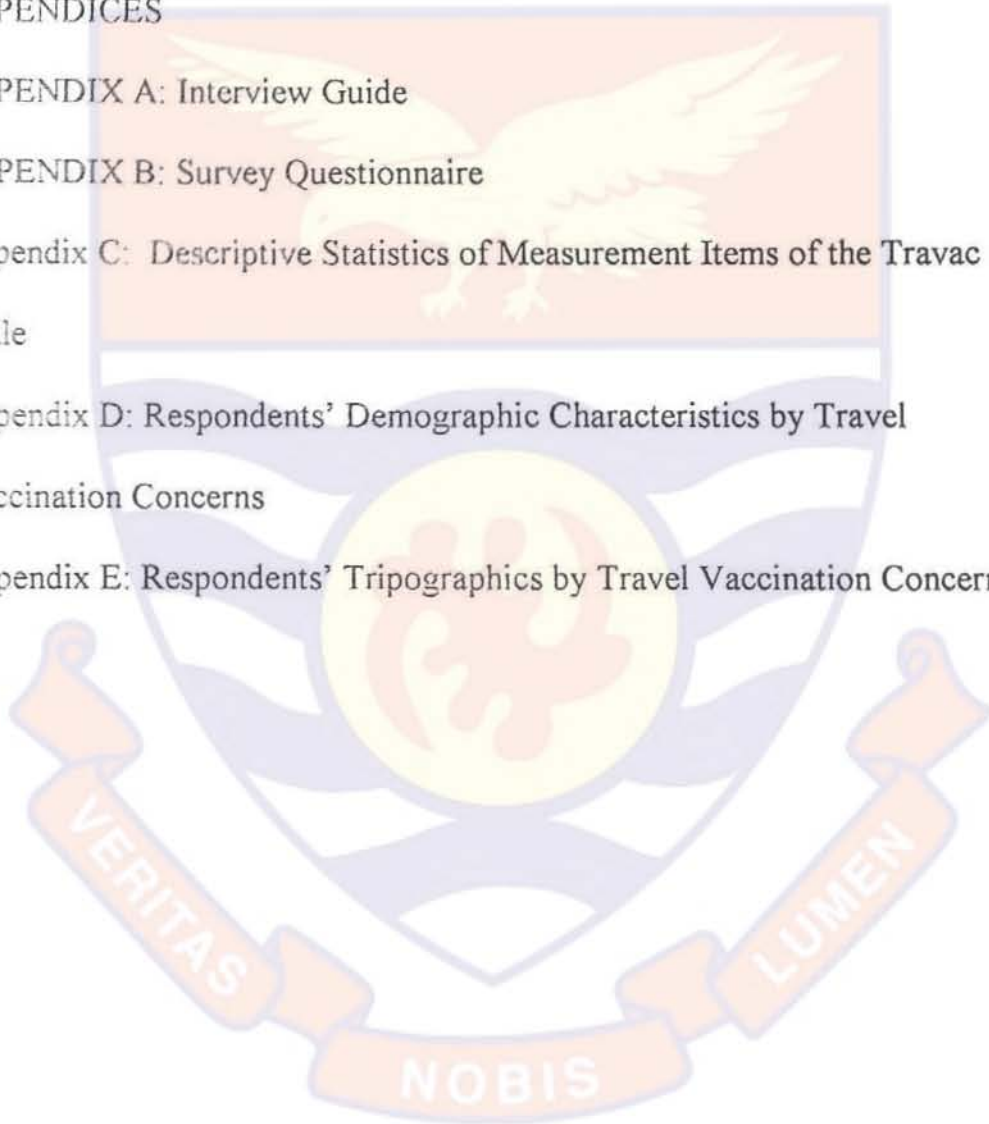 PENDICES
PENDIX A: Interview Guide
PENDIX B: Survey Questionnaire
pendix C: Descriptive Statistics of Measurement Items of the Travac
le
pendix D: Respondents' Demographic Characteristics by Travel
ccination Concerns
pendix E: Respondents' Tripographics by Travel Vaccination Concern
VERITAS
NOBIS
LUMEN